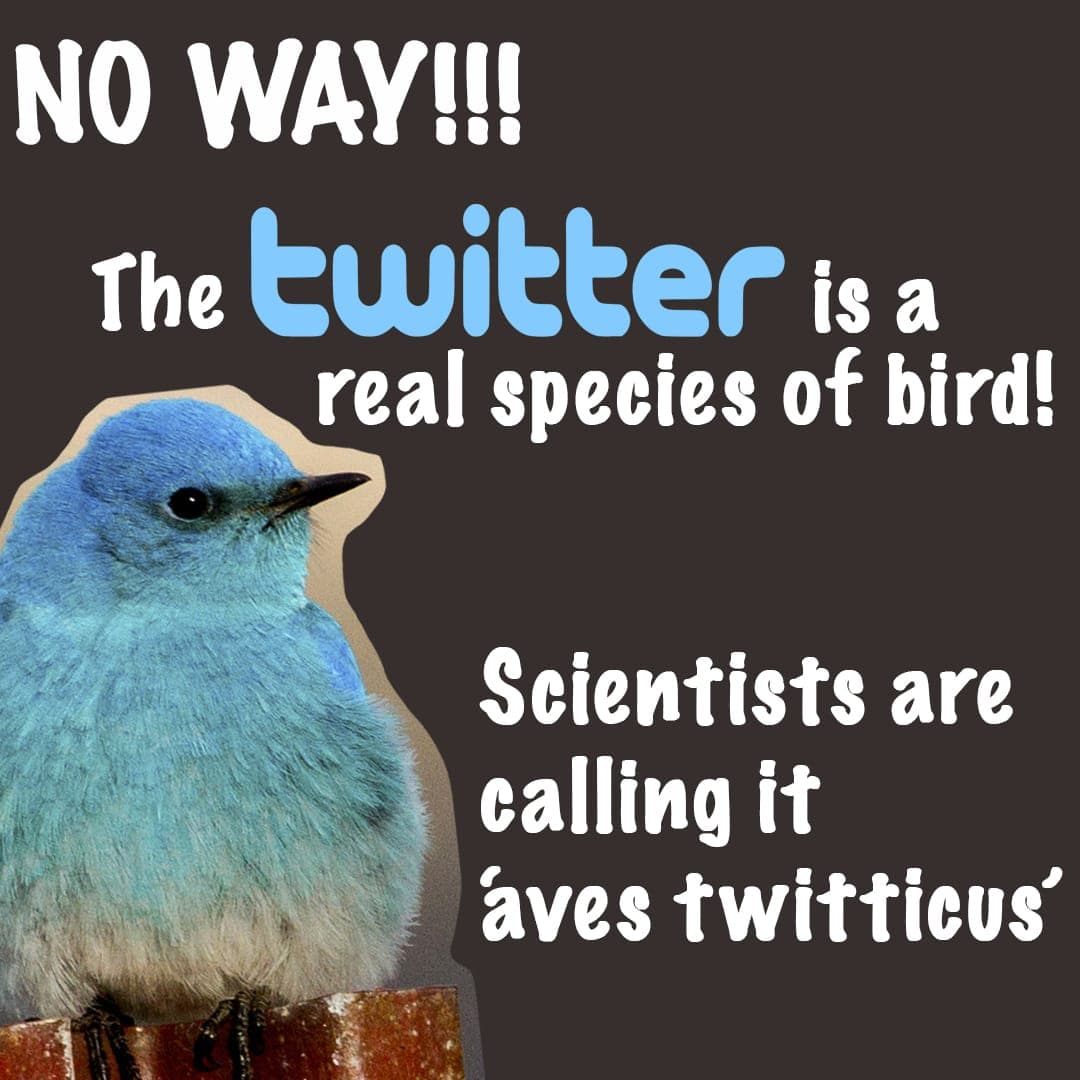 NO WAY!!!
The twitter is a
real species of bird!
Scientists are
calling it
‘aves twitticus’